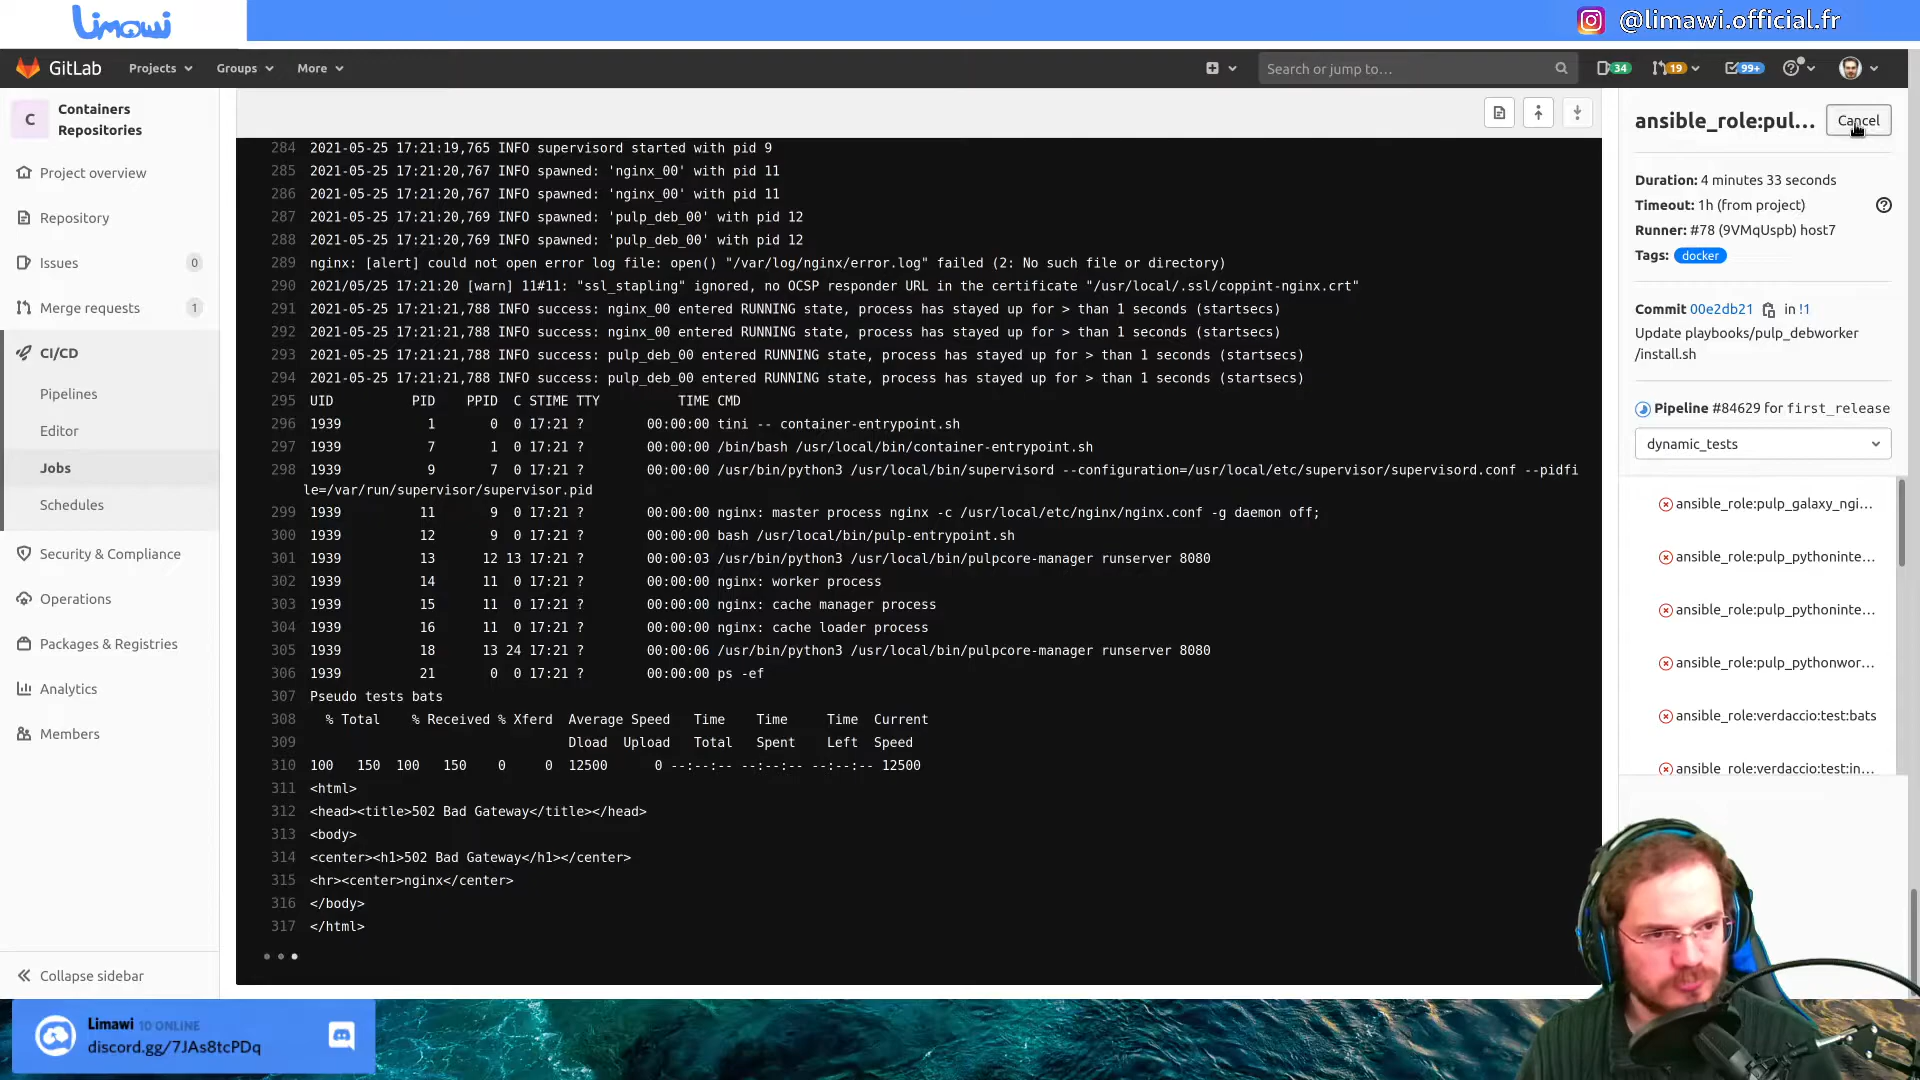 Limawi
@limawi.official.fr
GitLab
Projects
Groups
More
Search or jump to…
34
19
99+
C
Containers
Repositories
Project overview
Repository
Issues
0
Merge requests
1
CI/CD
Pipelines
Editor
Jobs
Schedules
Security & Compliance
Operations
Packages & Registries
Analytics
Members
Collapse sidebar
284 2021-05-25 17:21:19,765 INFO supervisord started with pid 9
285 2021-05-25 17:21:20,767 INFO spawned: 'nginx_00' with pid 11
286 2021-05-25 17:21:20,767 INFO spawned: 'nginx_00' with pid 11
287 2021-05-25 17:21:20,769 INFO spawned: 'pulp_deb_00' with pid 12
288 2021-05-25 17:21:20,769 INFO spawned: 'pulp_deb_00' with pid 12
289 nginx: [alert] could not open error log file: open() "/var/log/nginx/error.log" failed (2: No such file or directory)
290 2021/05/25 17:21:20 [warn] 11#11: "ssl_stapling" ignored, no OCSP responder URL in the certificate "/usr/local/.ssl/coppint-nginx.crt"
291 2021-05-25 17:21:21,788 INFO success: nginx_00 entered RUNNING state, process has stayed up for > than 1 seconds (startsecs)
292 2021-05-25 17:21:21,788 INFO success: nginx_00 entered RUNNING state, process has stayed up for > than 1 seconds (startsecs)
293 2021-05-25 17:21:21,788 INFO success: pulp_deb_00 entered RUNNING state, process has stayed up for > than 1 seconds (startsecs)
294 2021-05-25 17:21:21,788 INFO success: pulp_deb_00 entered RUNNING state, process has stayed up for > than 1 seconds (startsecs)
295 UID PID PPID C STIME TTY TIME CMD
296 1939 1 0 0 17:21 ? 00:00:00 tini -- container-entrypoint.sh
297 1939 7 1 0 17:21 ? 00:00:00 /bin/bash /usr/local/bin/container-entrypoint.sh
298 1939 9 7 0 17:21 ? 00:00:00 /usr/bin/python3 /usr/local/bin/supervisord --configuration=/usr/local/etc/supervisor/supervisord.conf --pidfi
le=/var/run/supervisor/supervisor.pid
299 1939 11 9 0 17:21 ? 00:00:00 nginx: master process nginx -c /usr/local/etc/nginx/nginx.conf -g daemon off;
300 1939 12 9 0 17:21 ? 00:00:00 bash /usr/local/bin/pulp-entrypoint.sh
301 1939 13 12 13 17:21 ? 00:00:03 /usr/bin/python3 /usr/local/bin/pulpcore-manager runserver 8080
302 1939 14 11 0 17:21 ? 00:00:00 nginx: worker process
303 1939 15 11 0 17:21 ? 00:00:00 nginx: cache manager process
304 1939 16 11 0 17:21 ? 00:00:00 nginx: cache loader process
305 1939 18 13 24 17:21 ? 00:00:06 /usr/bin/python3 /usr/local/bin/pulpcore-manager runserver 8080
306 1939 21 0 0 17:21 ? 00:00:00 ps -ef
307 Pseudo tests bats
308 % Total % Received % Xferd Average Speed Time Time Time Current
309 Dload Upload Total Spent Left Speed
310 100 150 100 150 0 0 12500 0 --:--:-- --:--:-- --:--:-- 12500
311 <html>
312 <head><title>502 Bad Gateway</title></head>
313 <body>
314 <center><h1>502 Bad Gateway</h1></center>
315 <hr><center>nginx</center>
316 </body>
317 </html>
ansible_role:pul...
Cancel
Duration: 4 minutes 33 seconds
Timeout: 1h (from project)
Runner: #78 (9VMqUspb) host7
Tags: docker
Commit 00e2db21 in !1
Update playbooks/pulp_debworker
/install.sh
Pipeline #84629 for first_release
dynamic_tests
ansible_role:pulp_galaxy_ngi...
ansible_role:pulp_pythoninte...
ansible_role:pulp_pythoninte...
ansible_role:pulp_pythonwor...
ansible_role:verdaccio:test:bats
ansible_role:verdaccio:test:in...
Limawi 10 ONLINE
discord.gg/7JAs8tcPDq